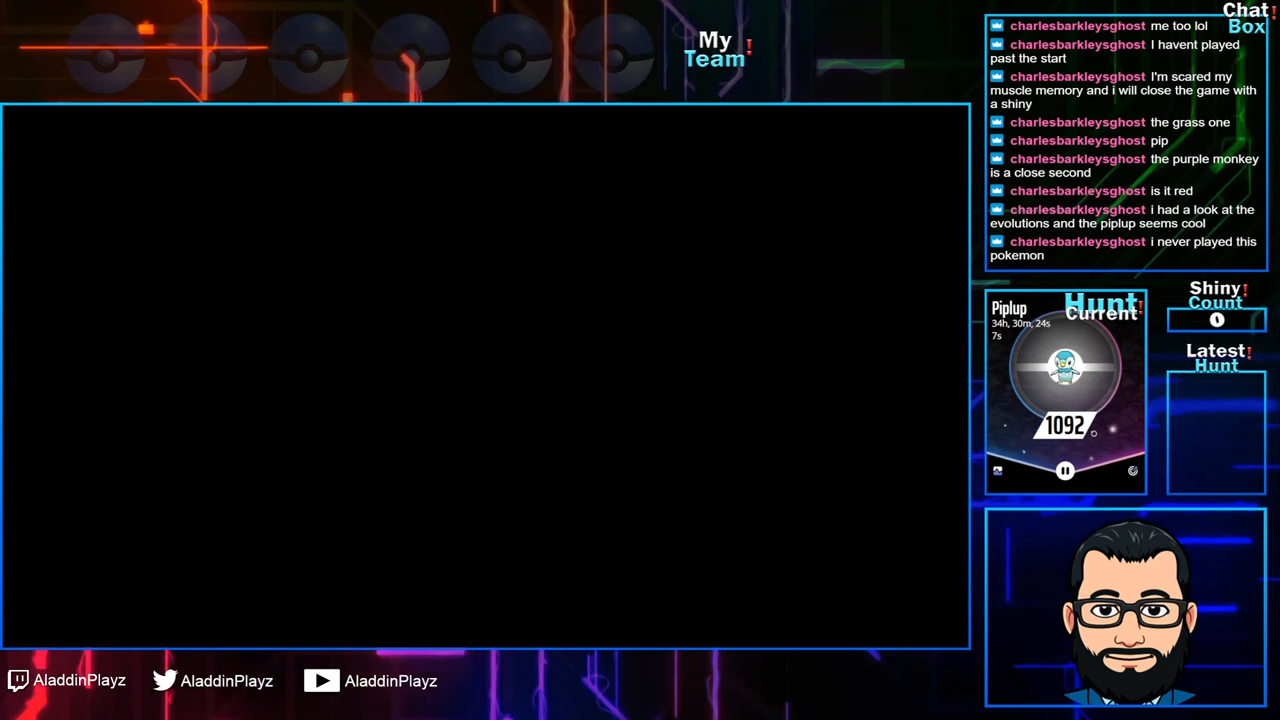 My
Team!
Chat!
Box
charlesbarkleysghost me too lol
charlesbarkleysghost I havent played
past the start
charlesbarkleysghost I'm scared my
muscle memory and i will close the game with
a shiny
charlesbarkleysghost the grass one
charlesbarkleysghost pip
charlesbarkleysghost the purple monkey
is a close second
charlesbarkleysghost is it red
charlesbarkleysghost i had a look at the
evolutions and the piplup seems cool
charlesbarkleysghost i never played this
pokemon
Hunt!
Current
Piplup
34h, 30m, 24s
7s
1092
Shiny!
Count
Latest!
Hunt
AladdinPlayz
AladdinPlayz
AladdinPlayz